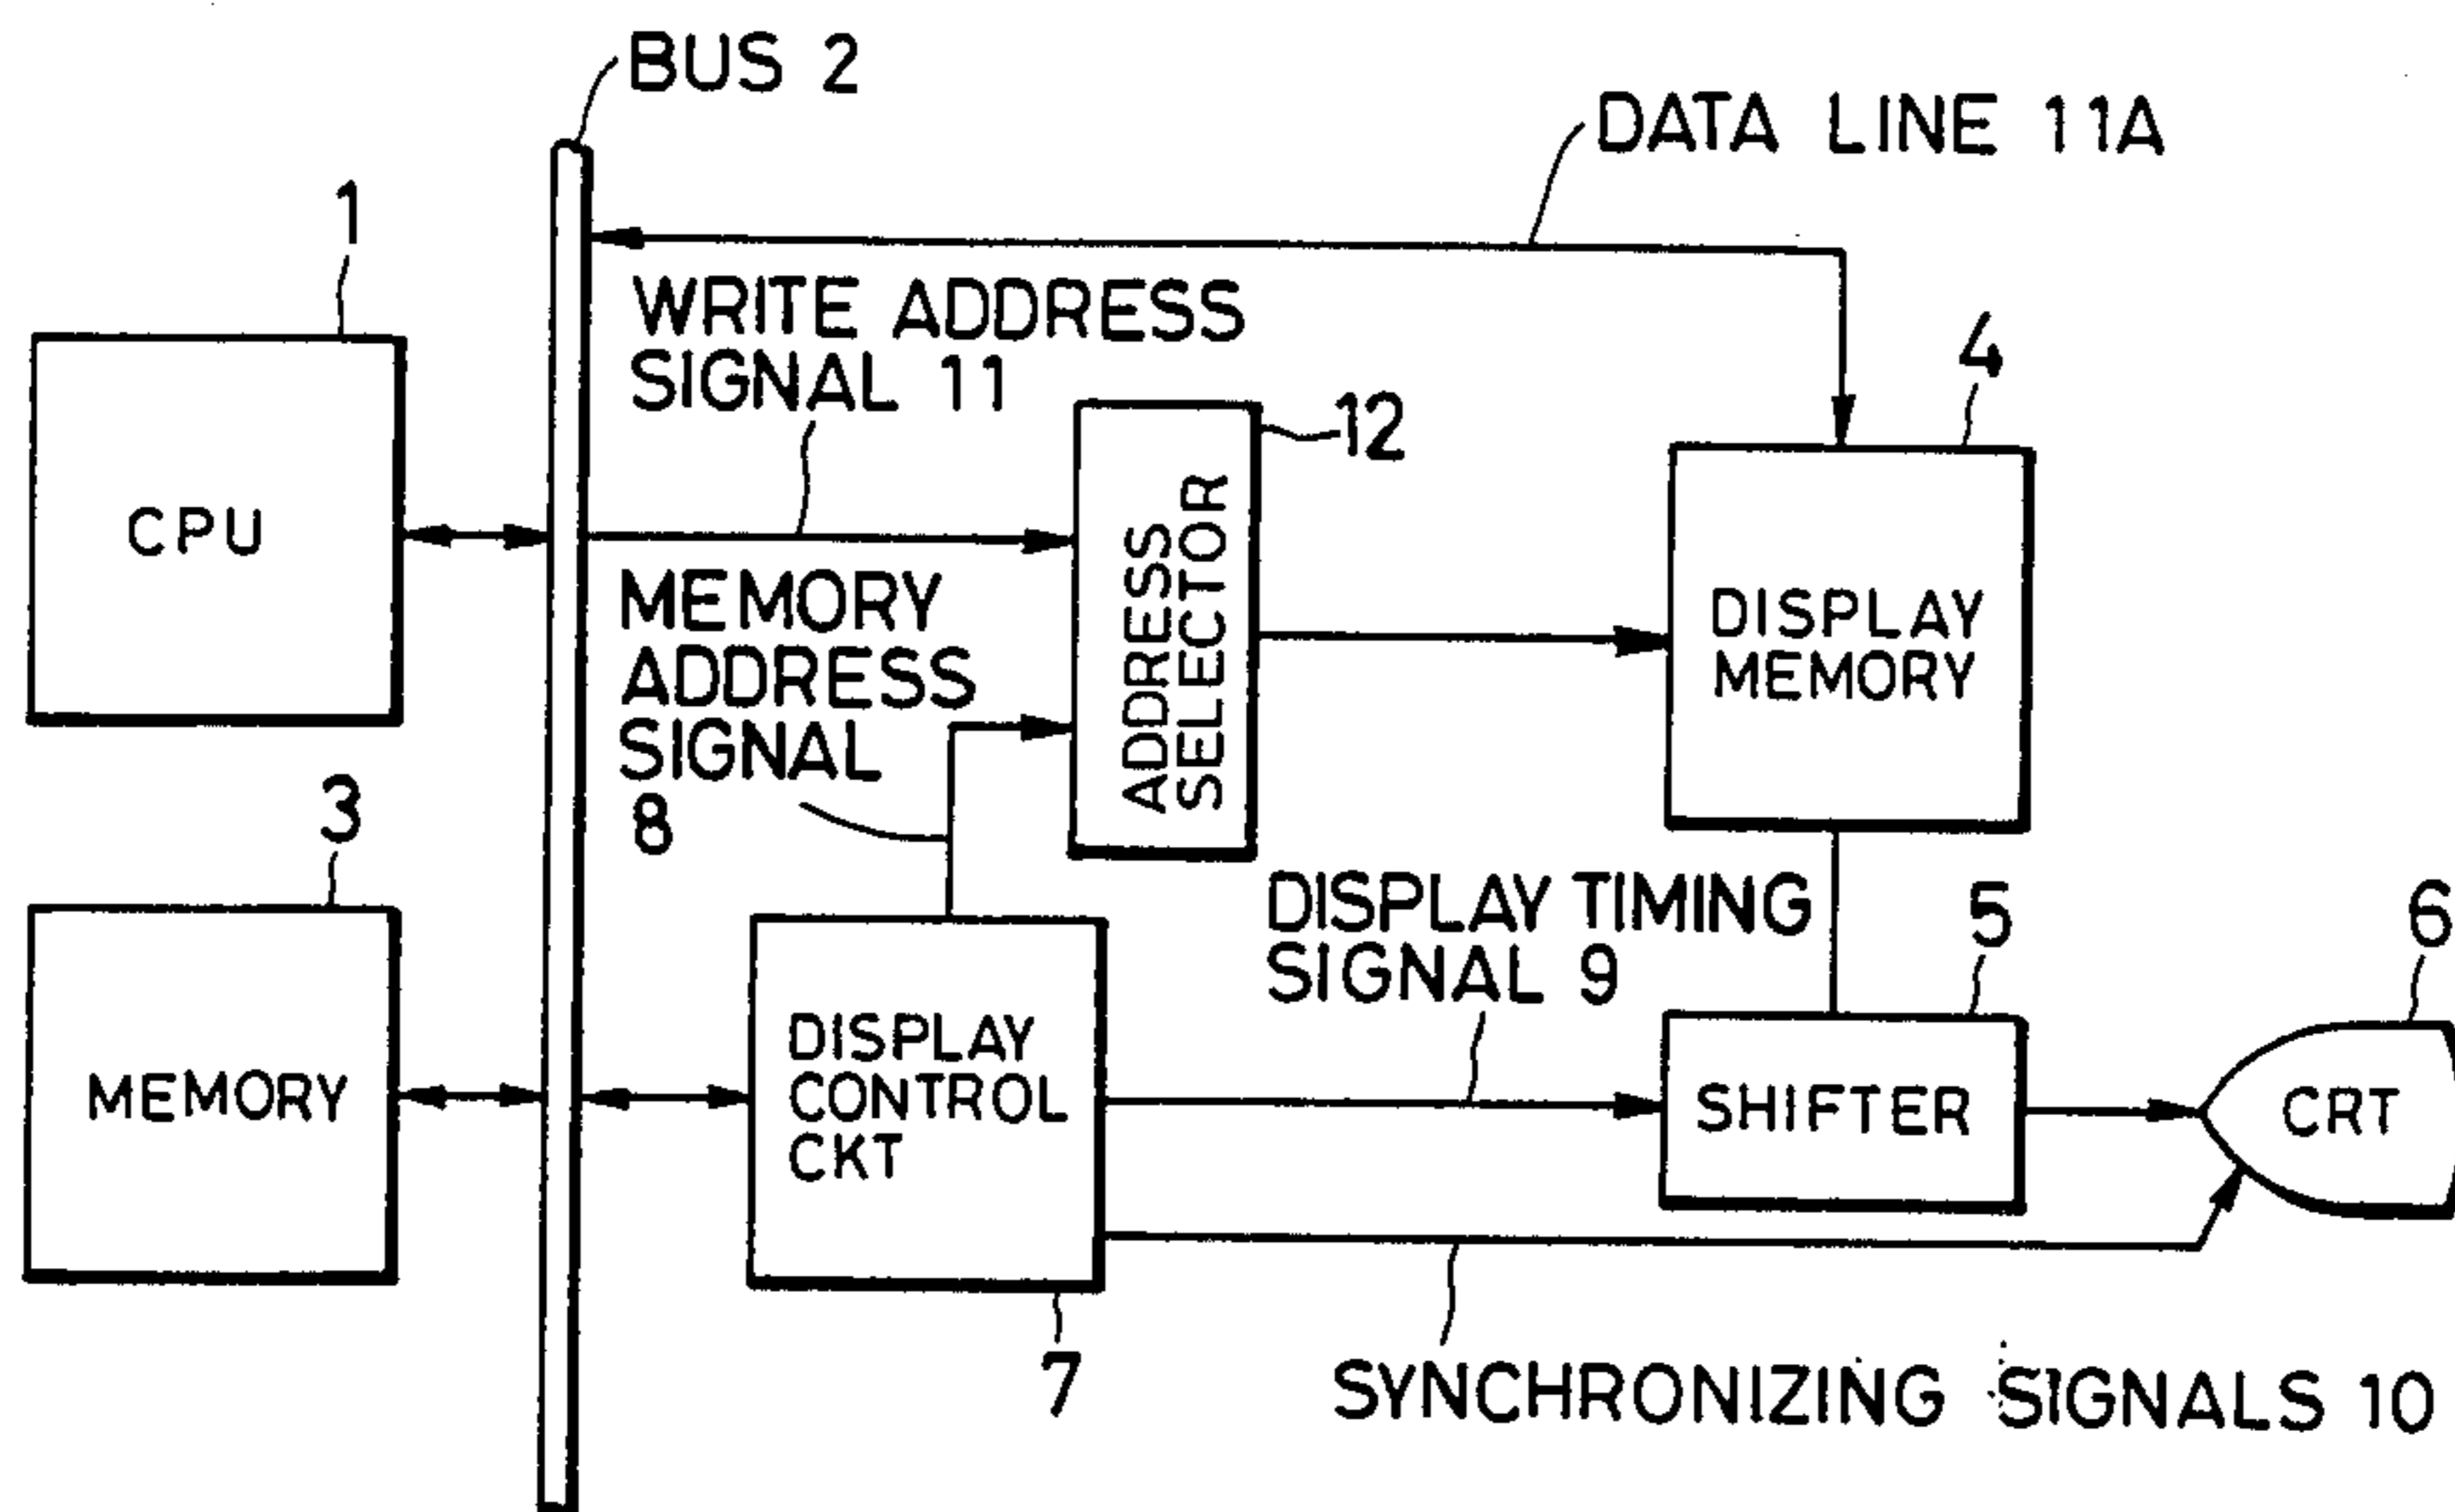 BUS 2
DATA LINE 11A
1
WRITE ADDRESS
SIGNAL 11
4
12
CPU
ADDRESS
SELECTOR
MEMORY
ADDRESS
SIGNAL
8
DISPLAY
MEMORY
3
DISPLAY TIMING
SIGNAL 9
5
6
MEMORY
DISPLAY
CONTROL
CKT
SHIFTER
CRT
7
SYNCHRONIZING SIGNALS 10